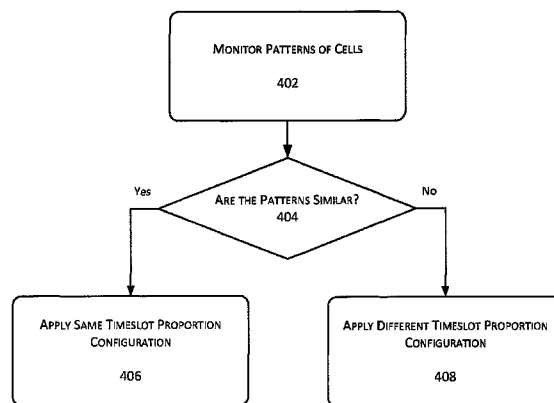 MONITOR PATTERNS OF CELLS
402
Yes
No
ARE THE PATTERNS SIMILAR?
404
APPLY SAME TIMESLOT PROPORTION
CONFIGURATION
406
APPLY DIFFERENT TIMESLOT PROPORTION
CONFIGURATION
408